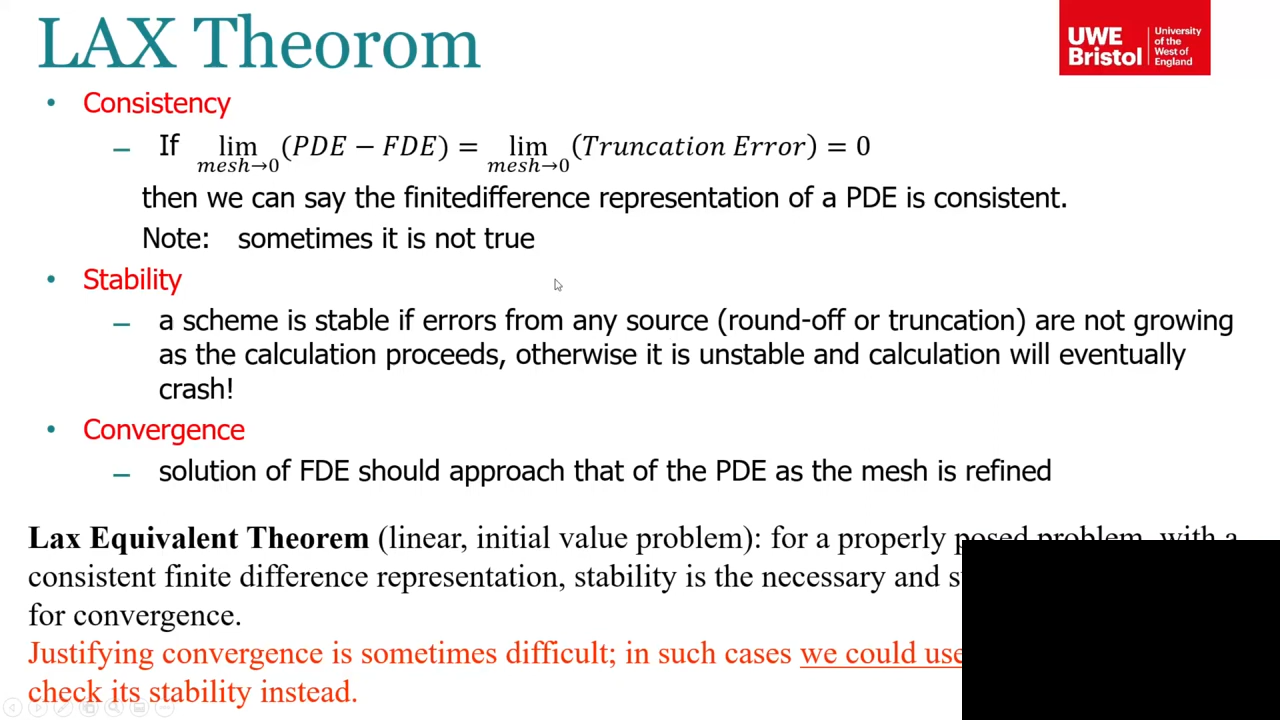 LAX Theorom
UWE Bristol | University of the West of England
• Consistency
– If lim mesh→0 (PDE − FDE) = lim mesh→0 (Truncation Error) = 0
then we can say the finitedifference representation of a PDE is consistent.
Note: sometimes it is not true
• Stability
– a scheme is stable if errors from any source (round-off or truncation) are not growing
as the calculation proceeds, otherwise it is unstable and calculation will eventually
crash!
• Convergence
– solution of FDE should approach that of the PDE as the mesh is refined
Lax Equivalent Theorem (linear, initial value problem): for a properly posed problem, with a
consistent finite difference representation, stability is the necessary and
for convergence.
Justifying convergence is sometimes difficult; in such cases we could use
check its stability instead.